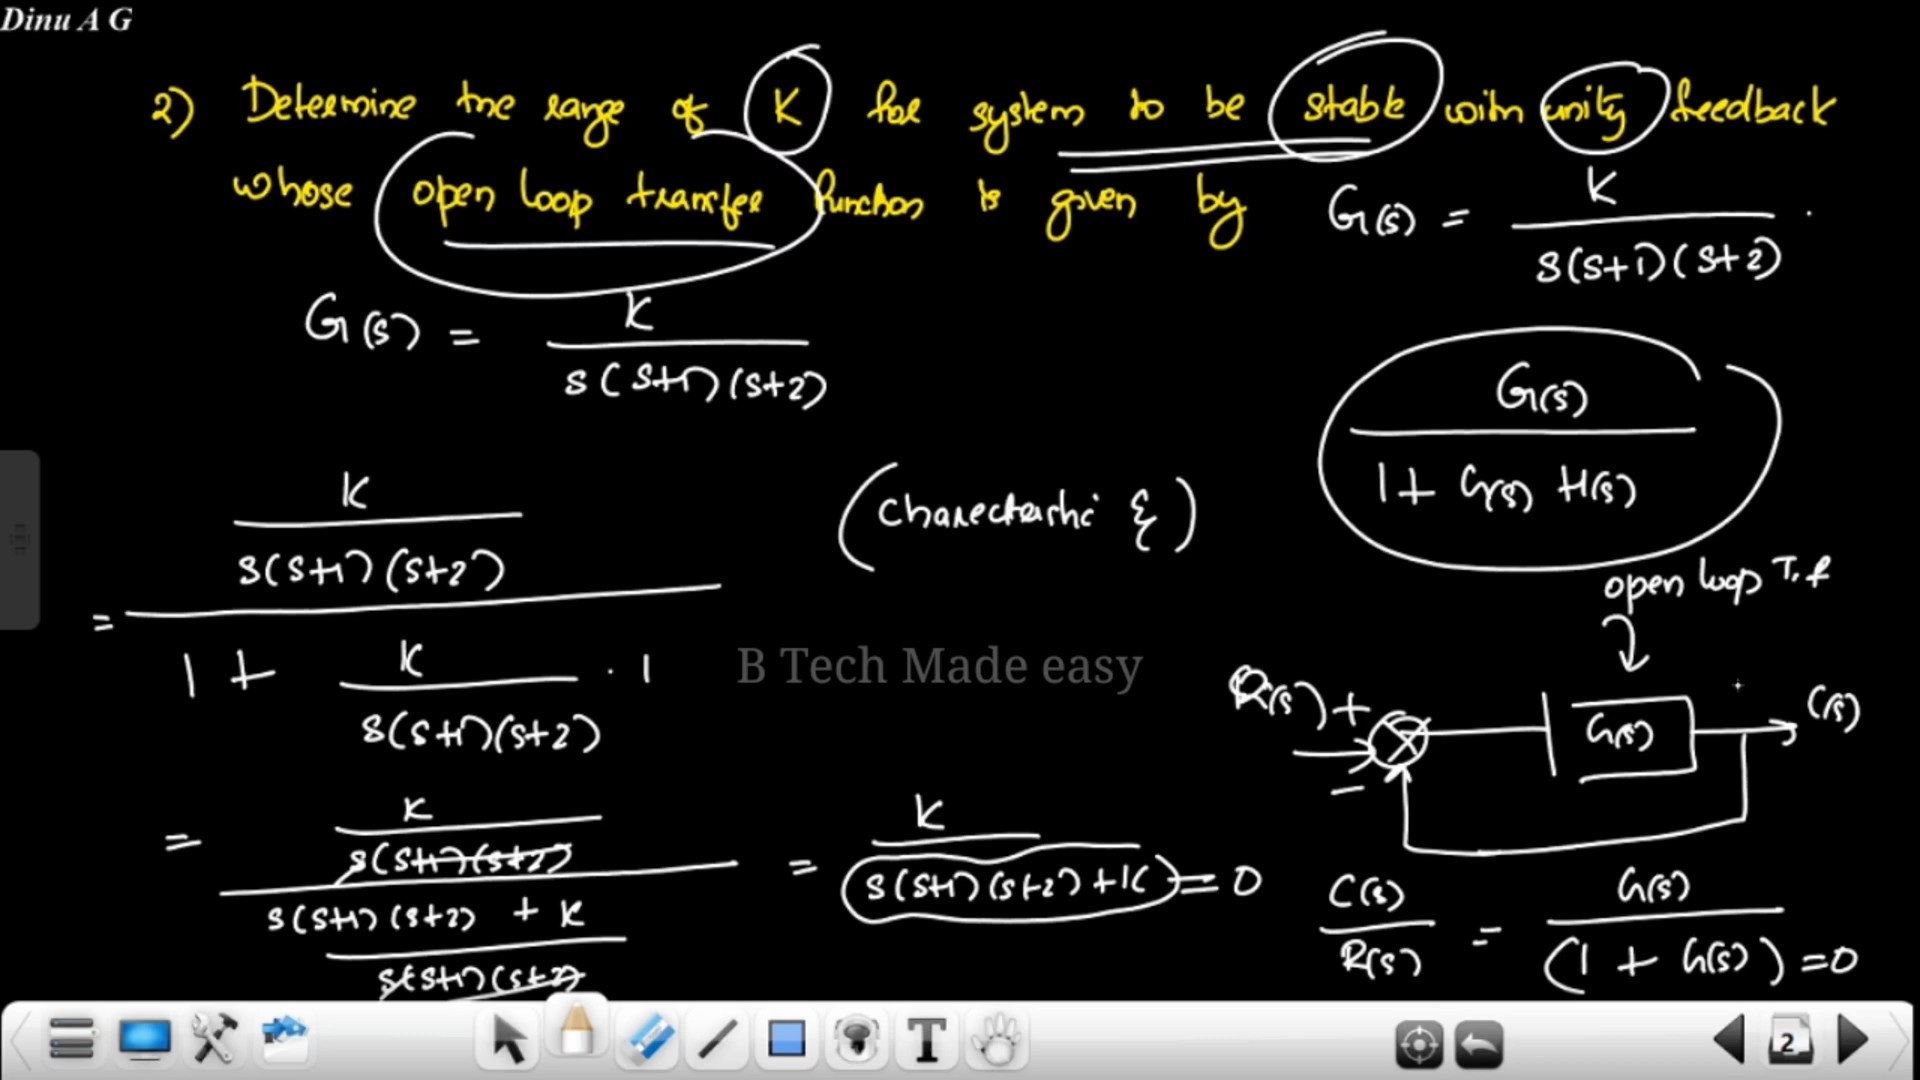 Dinu A G
2) Determine the range of K for system to be stable with unity feedback
whose open loop transfer function is given by G(s) = K / s(s+1)(s+2) .
G(s) = K / s(s+1)(s+2)
G(s) / 1 + G(s) H(s)
(Charecteristic ξ)
= K / s(s+1)(s+2)
1 + K / s(s+1)(s+2) . 1
open loop T.f
B Tech Made easy
R(s) + G(s) C(s)
-
= K / s(s+1)(s+2)
s(s+1)(s+2) + K / s(s+1)(s+2)
= K / s(s+1)(s+2)+K = 0
C(s) / R(s) = G(s) / (1 + G(s)) = 0
T
2